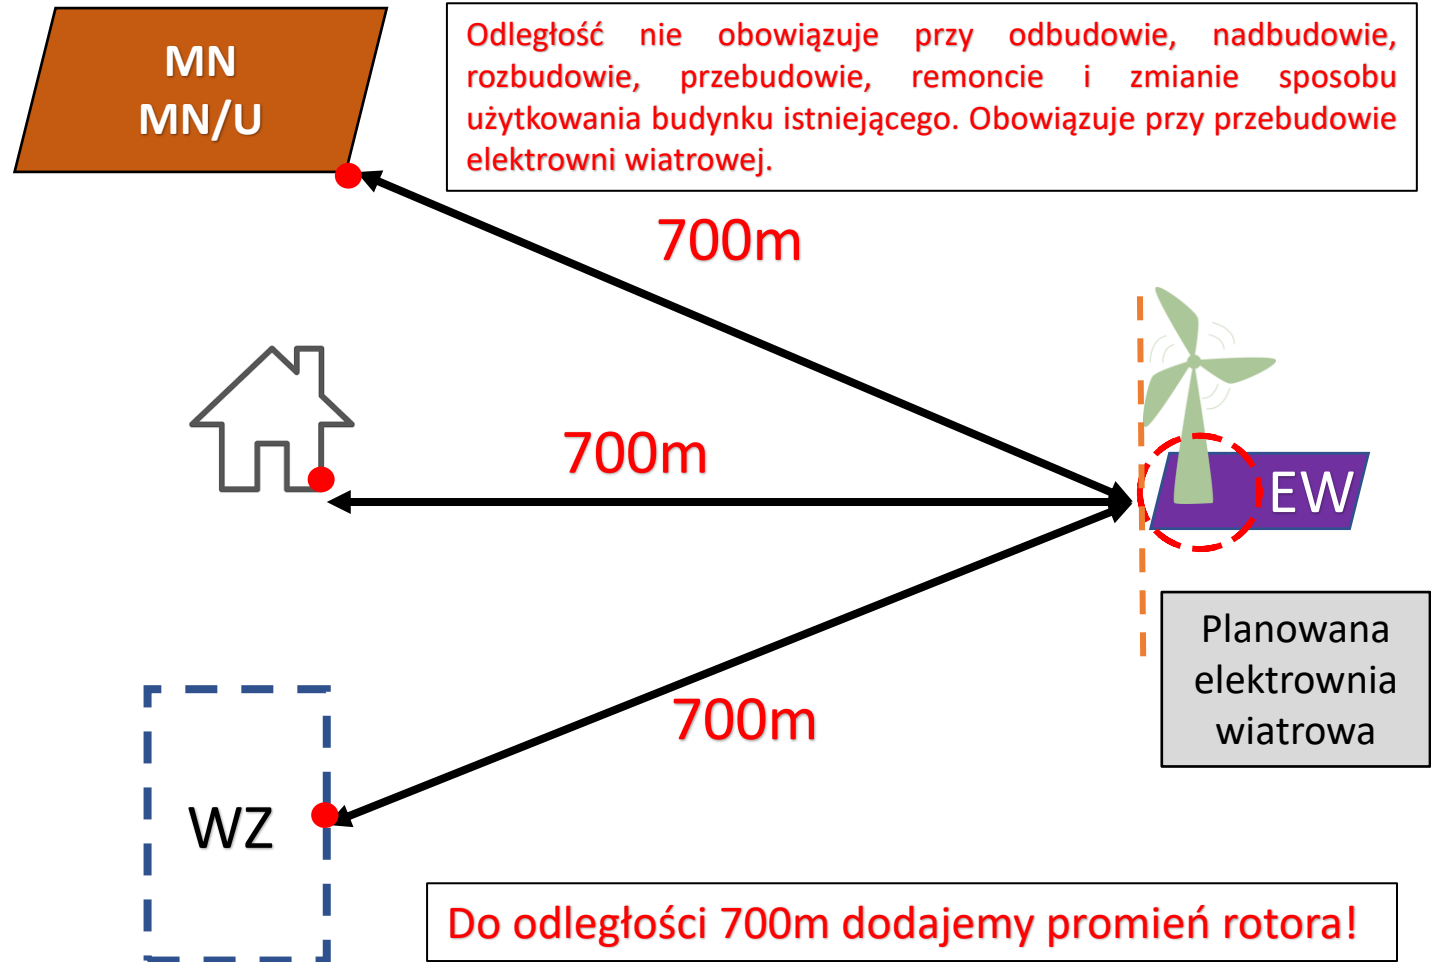 MN
MN/U
Odległość nie obowiązuje przy odbudowie, nadbudowie,
rozbudowie, przebudowie, remoncie i zmianie sposobu
użytkowania budynku istniejącego. Obowiązuje przy przebudowie
elektrowni wiatrowej.
700m
700m
EW
Planowana
elektrownia
wiatrowa
700m
WZ
Do odległości 700m dodajemy promień rotora!